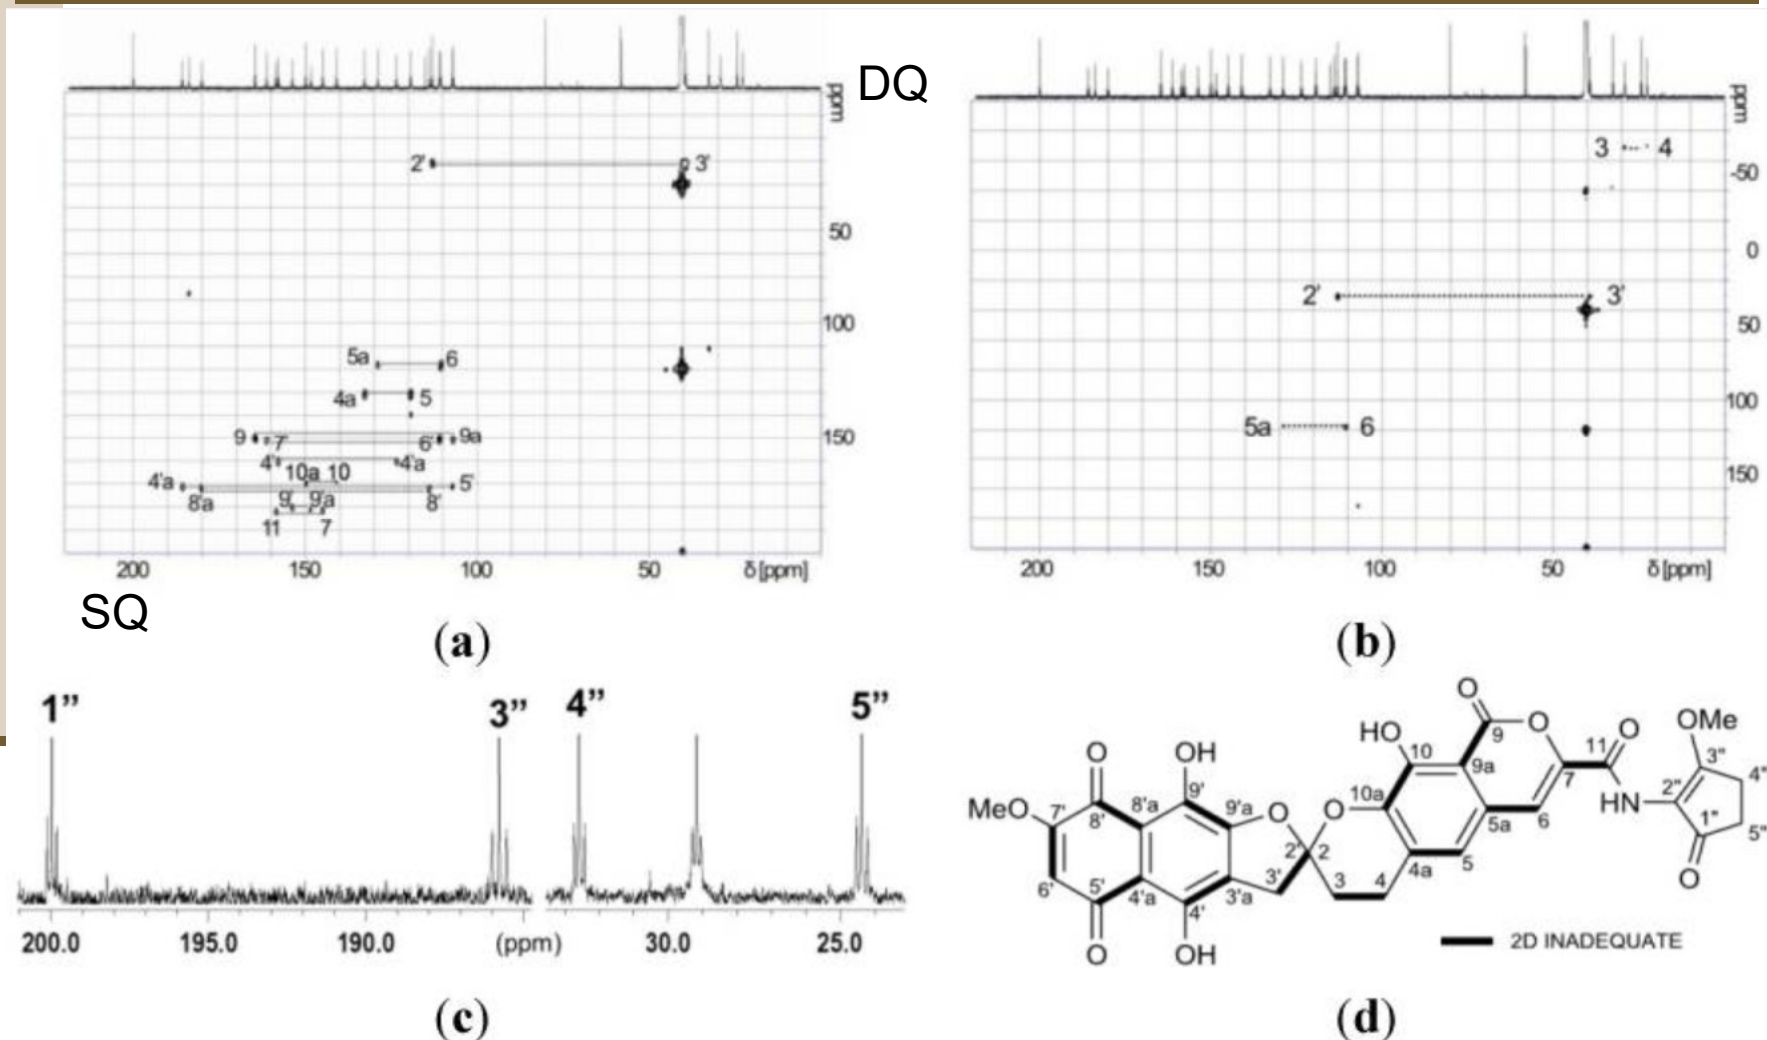 DQ
ppm
2' 3'
50
100
5a 6
4a 5
9 7' 6' 9a
150
4' 4'a
10a 10
4'a 5'
8'a 9' 9'a 8'
11 7
200 150 100 50 δ [ppm]
SQ
(a)
ppm
3 4
-50
0
2' 3'
50
100
5a 6
150
200 150 100 50 δ [ppm]
(b)
1” 3” 4” 5”
200.0 195.0 190.0 (ppm) 30.0 25.0
(c)
O
HO O O OMe
9 11 3"
10 9a 7 2" 4"
O OH 10a HN 1" 5"
9' 5a 6
MeO 7' 8' 8'a 9'a O O 5 O
2' 2 4a
6' 5' 4'a 4' 3'a 3' 3 4
O OH
2D INADEQUATE
(d)